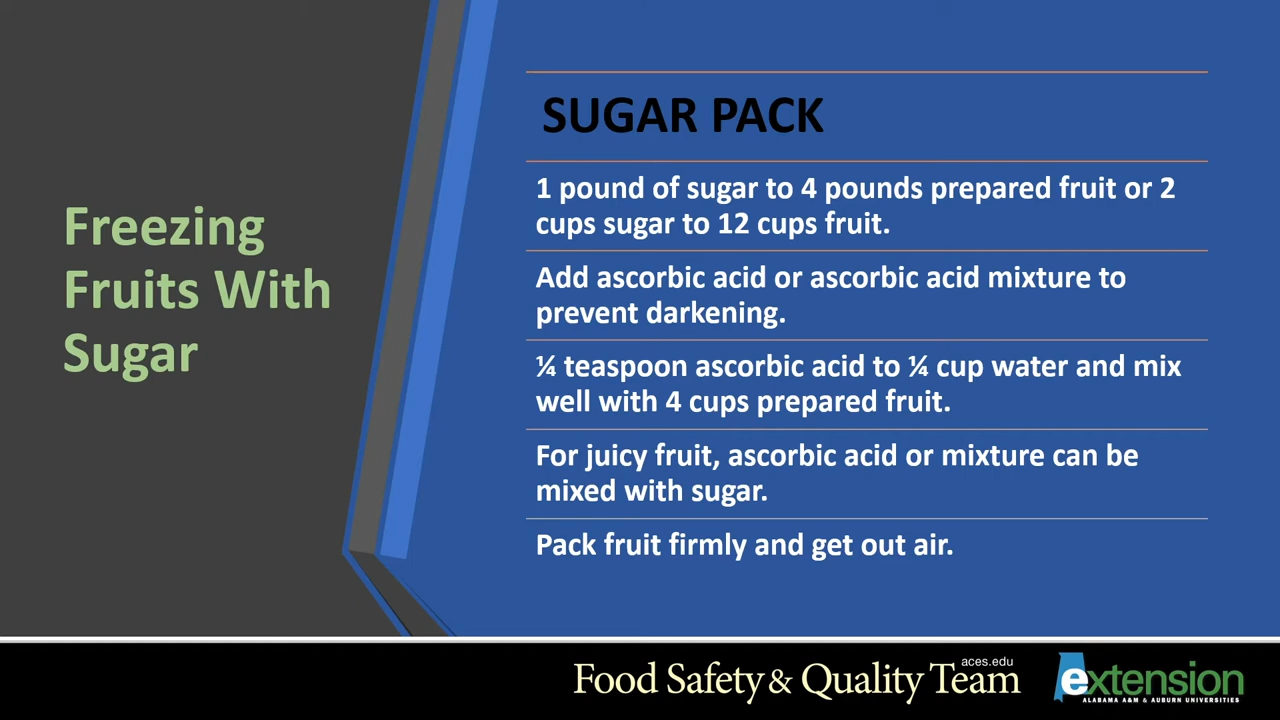 Freezing
Fruits With
Sugar
SUGAR PACK
1 pound of sugar to 4 pounds prepared fruit or 2
cups sugar to 12 cups fruit.
Add ascorbic acid or ascorbic acid mixture to
prevent darkening.
¼ teaspoon ascorbic acid to ¼ cup water and mix
well with 4 cups prepared fruit.
For juicy fruit, ascorbic acid or mixture can be
mixed with sugar.
Pack fruit firmly and get out air.
aces.edu
Food Safety & Quality Team
extension
ALABAMA A&M & AUBURN UNIVERSITIES